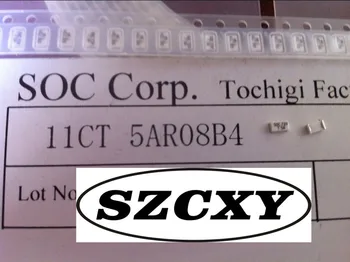 SOC Corp. Tochigi Fac
11CT 5AR08B4
Lot No
SZCXY